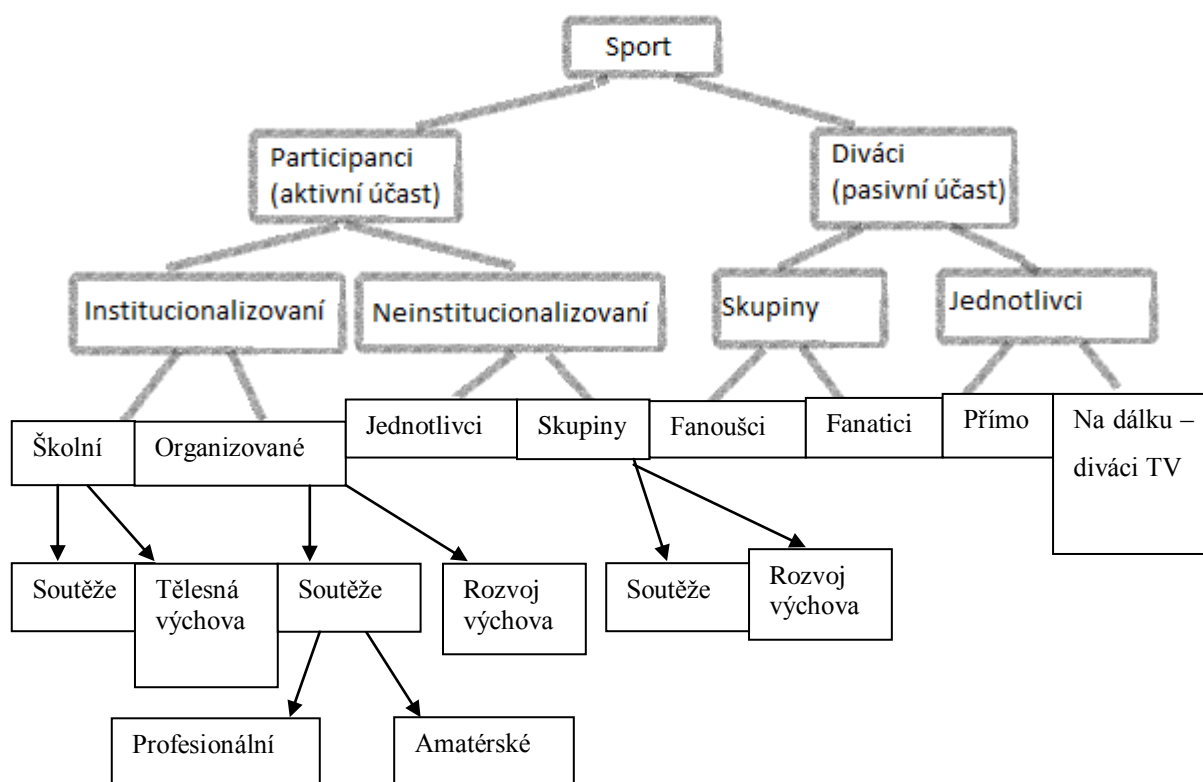 Sport
Participanci
(aktivní účast)
Diváci
(pasivní účast)
Institucionalizovaní
Neinstitucionalizovaní
Skupiny
Jednotlivci
Školní
Organizované
Jednotlivci
Skupiny
Fanoušci
Fanatici
Přímo
Na dálku –
diváci TV
Soutěže
Tělesná
výchova
Soutěže
Rozvoj
výchova
Soutěže
Rozvoj
výchova
Profesionální
Amatérské